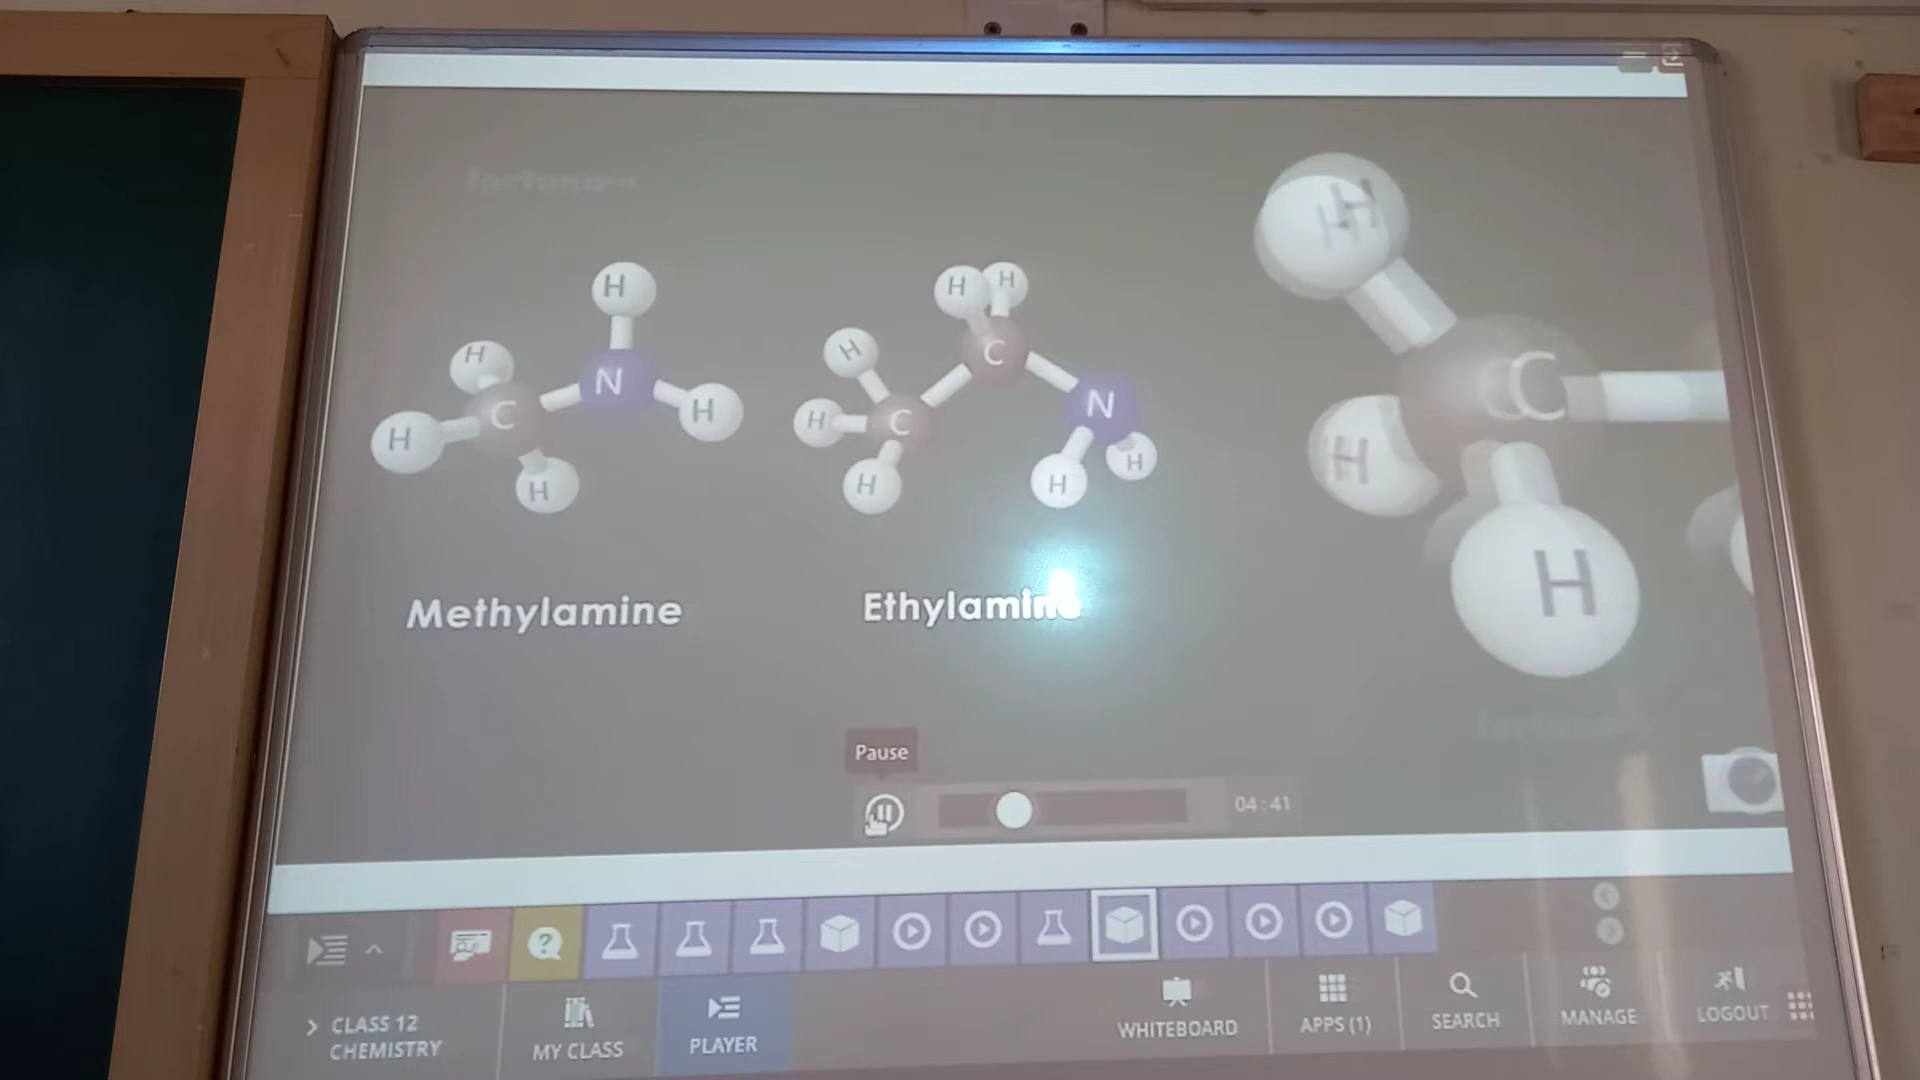 H
H
H
N
C
H
H
H
H
H
C
H
N
H
C
H
H
H
H
C
H
H
Methylamine
Ethylamine
Pause
04:41
CLASS 12
CHEMISTRY
MY CLASS
PLAYER
WHITEBOARD
APPS (1)
SEARCH
MANAGE
LOGOUT